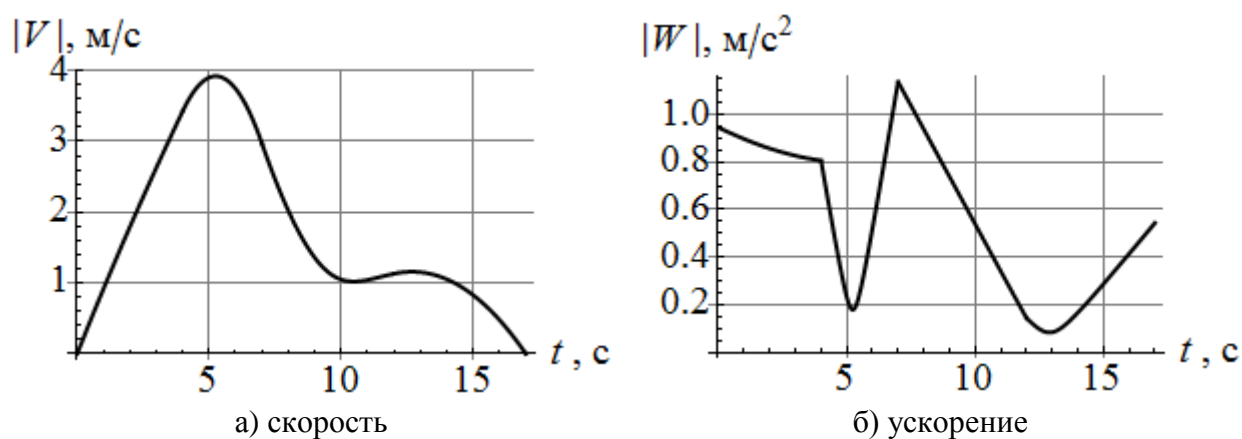 |V|, м/с
4
3
2
1
5
10
15
t , с
а) скорость
|W|, м/с²
1.0
0.8
0.6
0.4
0.2
5
10
15
t , с
б) ускорение